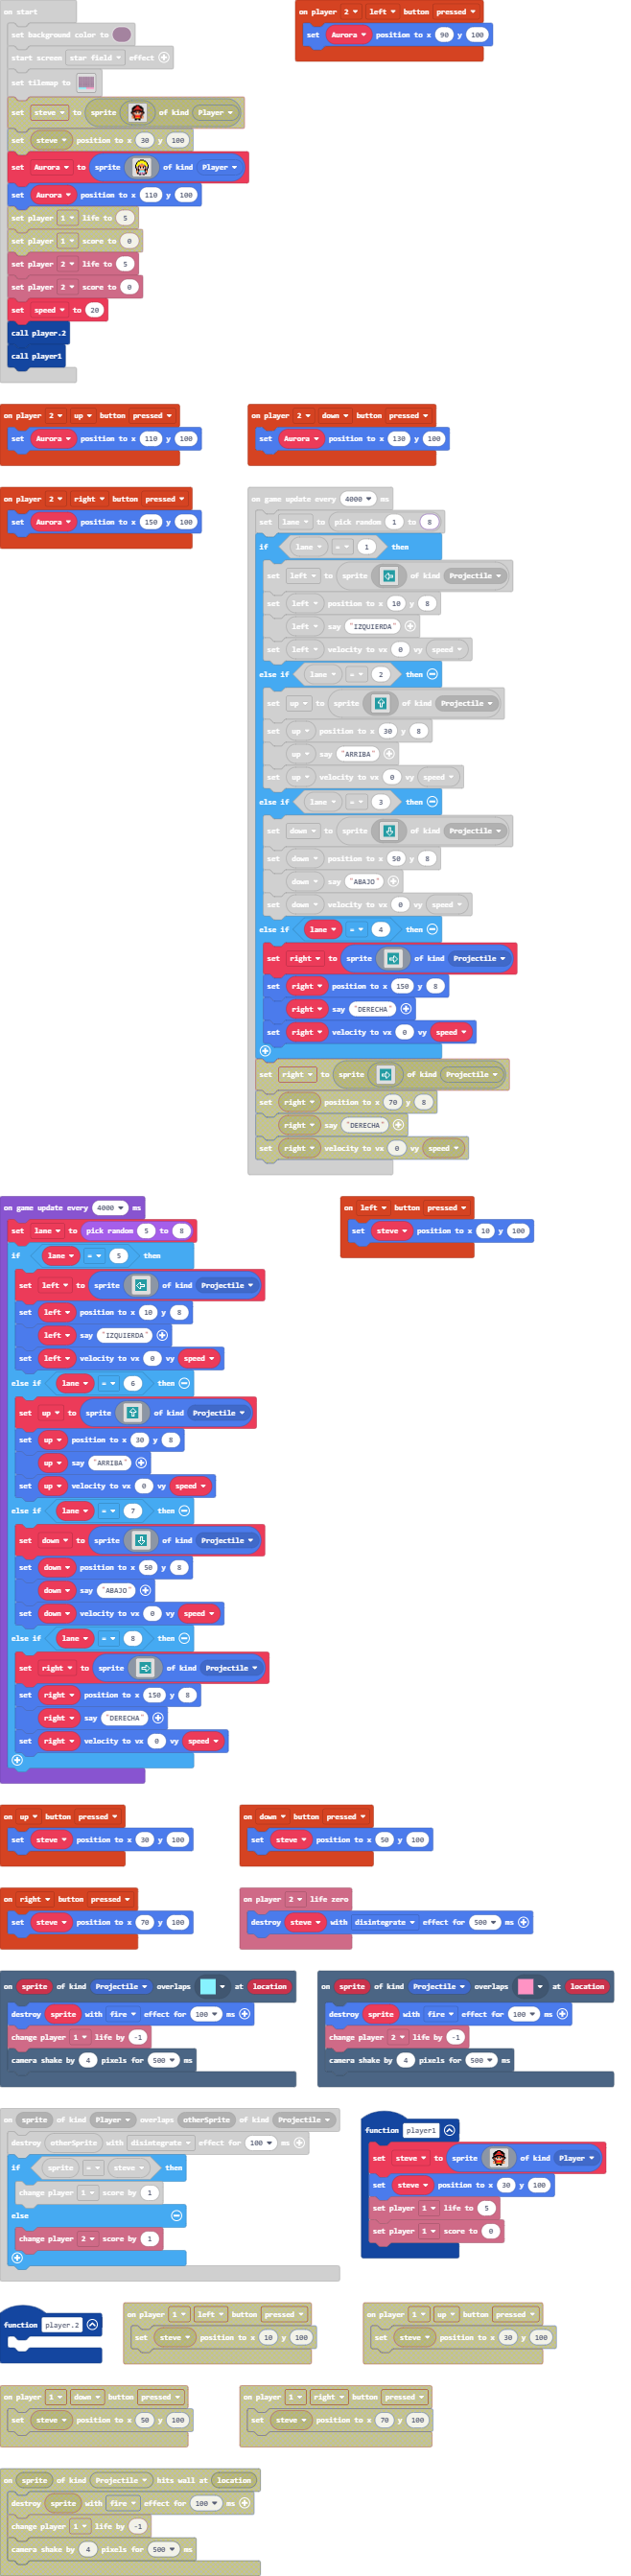 on start
on player 2 left button pressed
set Aurora position to x 90 y 100
set background color to
start screen star field effect
set tilemap to
set steve to sprite of kind Player
set steve position to x 30 y 100
set Aurora to sprite of kind Player
set Aurora position to x 110 y 100
set player 1 life to 5
set player 1 score to 0
set player 2 life to 5
set player 2 score to 0
set speed to 20
call player.2
call player1
on player 2 up button pressed
set Aurora position to x 110 y 100
on player 2 down button pressed
set Aurora position to x 130 y 100
on player 2 right button pressed
set Aurora position to x 150 y 100
on game update every 4000 ms
set lane to pick random 1 to 8
if lane = 1 then
set left to sprite of kind Projectile
set left position to x 10 y 8
left say "IZQUIERDA"
set left velocity to vx 0 vy speed
else if lane = 2 then
set up to sprite of kind Projectile
set up position to x 30 y 8
up say "ARRIBA"
set up velocity to vx 0 vy speed
else if lane = 3 then
set down to sprite of kind Projectile
set down position to x 50 y 8
down say "ABAJO"
set down velocity to vx 0 vy speed
else if lane = 4 then
set right to sprite of kind Projectile
set right position to x 150 y 8
right say "DERECHA"
set right velocity to vx 0 vy speed
set right to sprite of kind Projectile
set right position to x 70 y 8
right say "DERECHA"
set right velocity to vx 0 vy speed
on game update every 4000 ms
set lane to pick random 5 to 8
if lane = 5 then
set left to sprite of kind Projectile
set left position to x 10 y 8
left say "IZQUIERDA"
set left velocity to vx 0 vy speed
else if lane = 6 then
set up to sprite of kind Projectile
set up position to x 30 y 8
up say "ARRIBA"
set up velocity to vx 0 vy speed
else if lane = 7 then
set down to sprite of kind Projectile
set down position to x 50 y 8
down say "ABAJO"
set down velocity to vx 0 vy speed
else if lane = 8 then
set right to sprite of kind Projectile
set right position to x 150 y 8
right say "DERECHA"
set right velocity to vx 0 vy speed
on left button pressed
set steve position to x 10 y 100
on up button pressed
set steve position to x 30 y 100
on down button pressed
set steve position to x 50 y 100
on right button pressed
set steve position to x 70 y 100
on player 2 life zero
destroy steve with disintegrate effect for 500 ms
on sprite of kind Projectile overlaps at location
destroy sprite with fire effect for 100 ms
change player 1 life by -1
camera shake by 4 pixels for 500 ms
on sprite of kind Projectile overlaps at location
destroy sprite with fire effect for 100 ms
change player 2 life by -1
camera shake by 4 pixels for 500 ms
on sprite of kind Player overlaps otherSprite of kind Projectile
destroy otherSprite with disintegrate effect for 100 ms
if sprite = steve then
change player 1 score by 1
else
change player 2 score by 1
function player1
set steve to sprite of kind Player
set steve position to x 30 y 100
set player 1 life to 5
set player 1 score to 0
function player.2
on player 1 left button pressed
set steve position to x 10 y 100
on player 1 up button pressed
set steve position to x 30 y 100
on player 1 down button pressed
set steve position to x 50 y 100
on player 1 right button pressed
set steve position to x 70 y 100
on sprite of kind Projectile hits wall at location
destroy sprite with fire effect for 100 ms
change player 1 life by -1
camera shake by 4 pixels for 500 ms